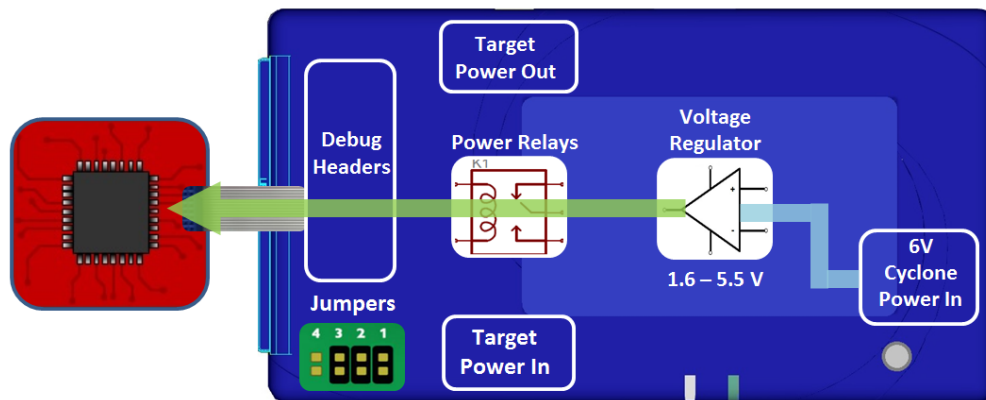 Target
Power Out
Debug
Headers
Power Relays
K1
Voltage
Regulator
+
-
1.6 – 5.5 V
6V
Cyclone
Power In
Jumpers
4 3 2 1
Target
Power In